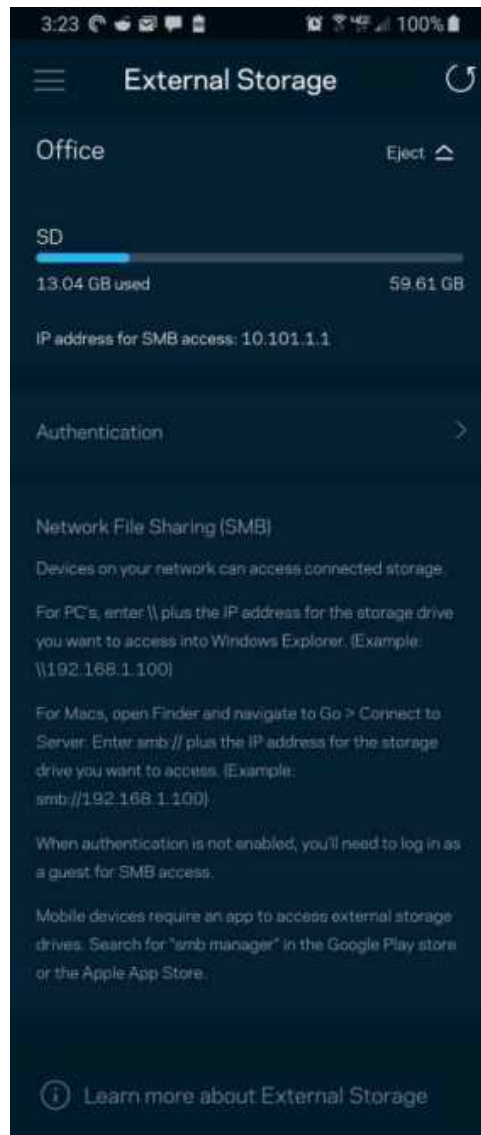 3:23 100%
External Storage
Office Eject
SD
13.04 GB used 59.61 GB
IP address for SMB access: 10.101.1.1
Authentication
Network File Sharing (SMB)
Devices on your network can access connected storage.
For PC's, enter \\ plus the IP address for the storage drive
you want to access into Windows Explorer. (Example:
\\192.168.1.100)
For Macs, open Finder and navigate to Go > Connect to
Server. Enter smb:// plus the IP address for the storage
drive you want to access. (Example:
smb://192.168.1.100)
When authentication is not enabled, you'll need to log in as
a guest for SMB access.
Mobile devices require an app to access external storage
drives. Search for "smb manager" in the Google Play store
or the Apple App Store.
Learn more about External Storage